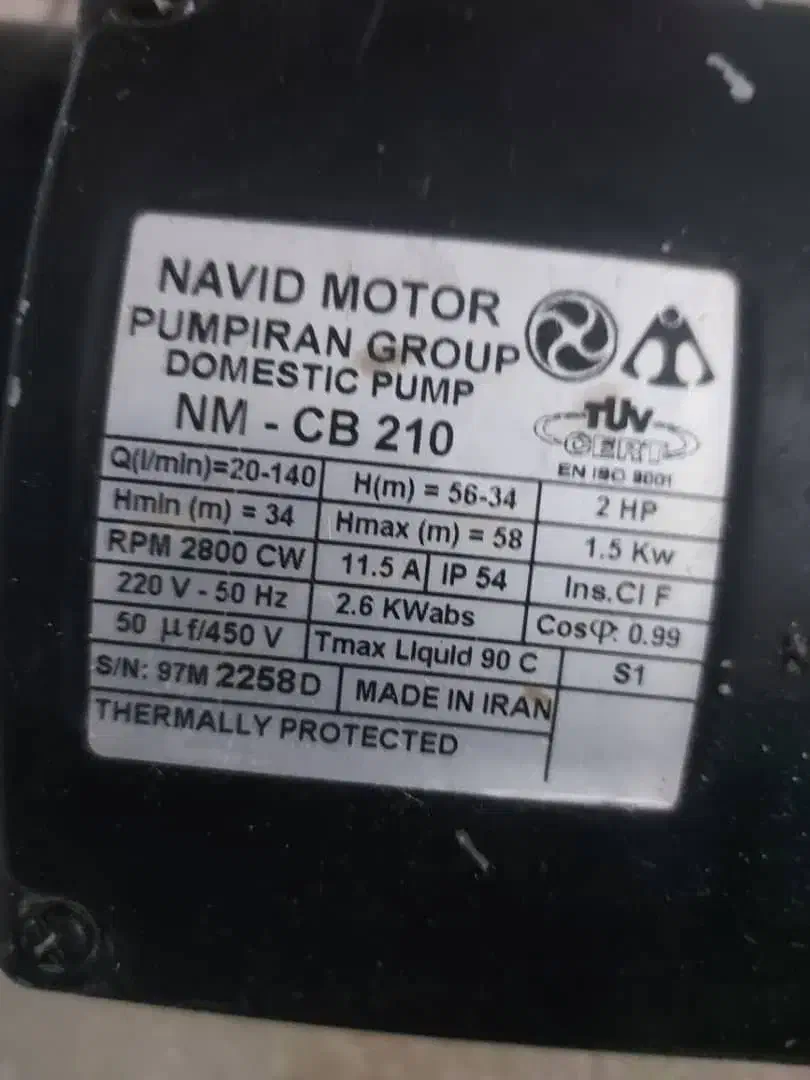 NAVID MOTOR
PUMPIRAN GROUP
DOMESTIC PUMP
NM - CB 210
TÜV
CERT
EN ISO 9001
Q(l/min)=20-140 H(m) = 56-34 2 HP
Hmin (m) = 34 Hmax (m) = 58 1.5 Kw
RPM 2800 CW 11.5 A IP 54 Ins.Cl F
220 V - 50 Hz 2.6 KWabs Cosφ: 0.99
50 μf/450 V Tmax Liquid 90 C S1
S/N: 97M 2258D MADE IN IRAN
THERMALLY PROTECTED